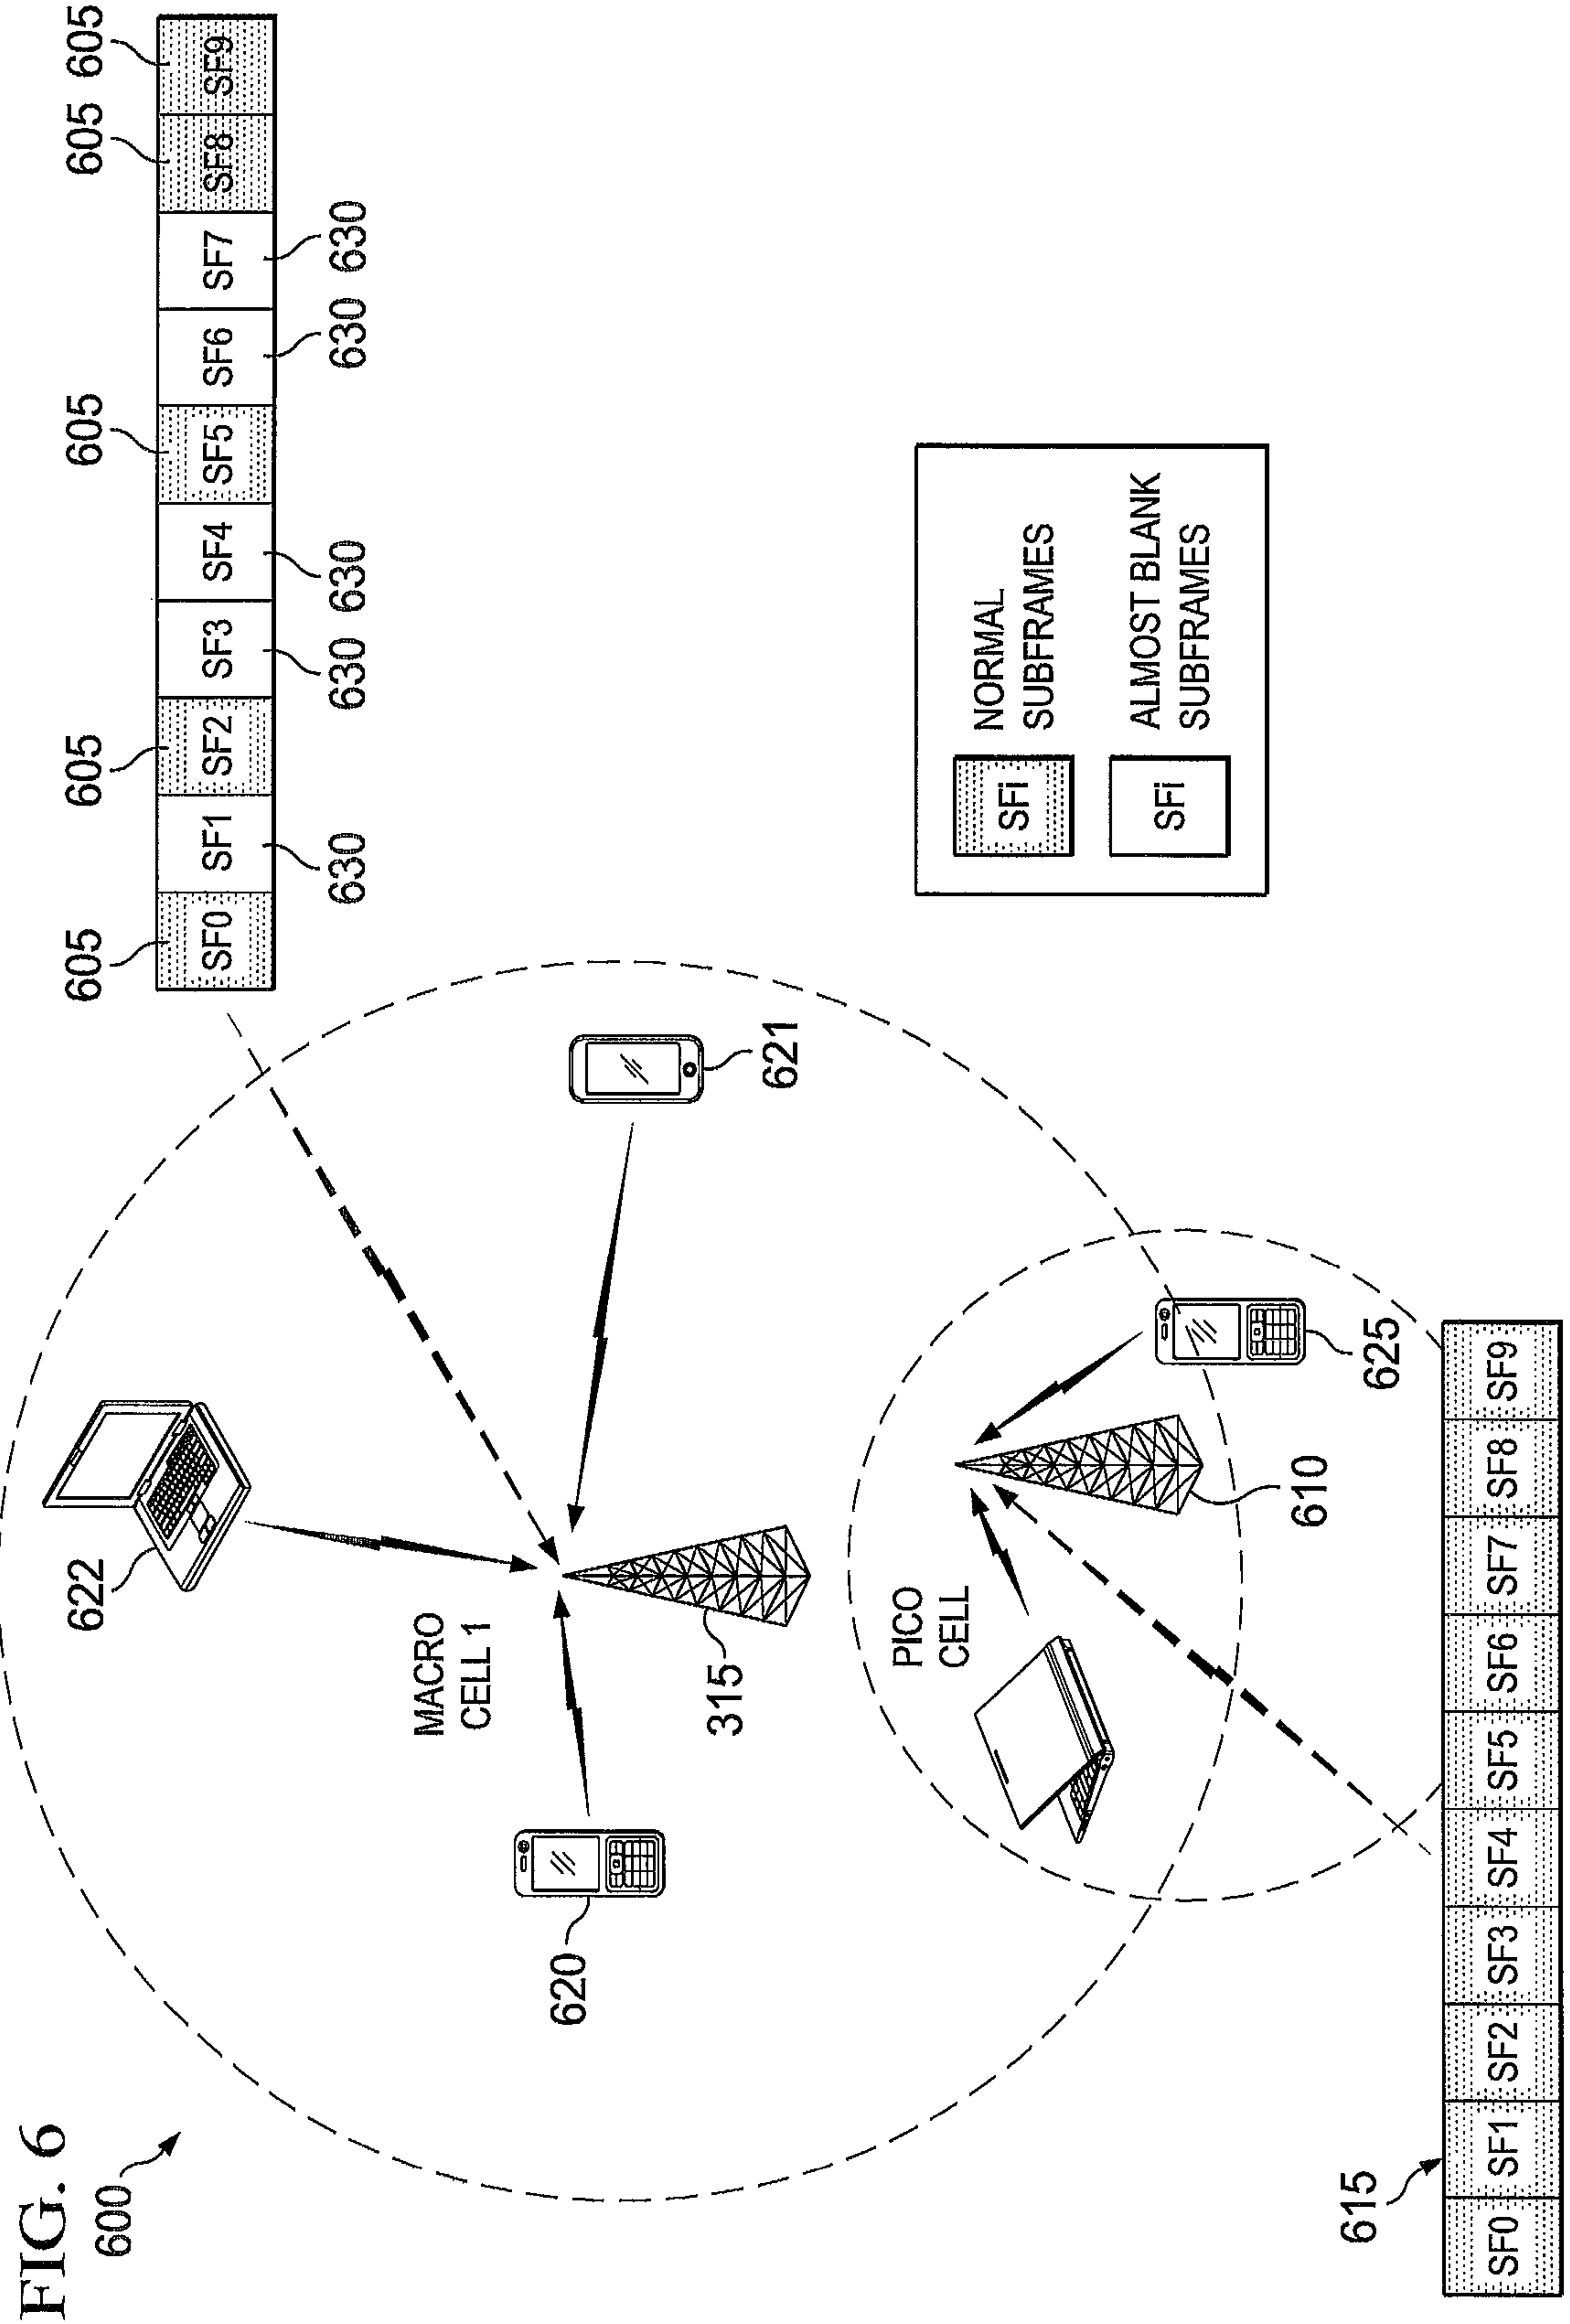 FIG. 6
600
605 605 605 605 605
SF0 SF1 SF2 SF3 SF4 SF5 SF6 SF7 SF8 SF9
630 630 630 630 630
622
620
621
MACRO
CELL 1
315
PICO
CELL
610
625
NORMAL
SUBFRAMES
SFi
ALMOST BLANK
SUBFRAMES
SFi
615
SF0 SF1 SF2 SF3 SF4 SF5 SF6 SF7 SF8 SF9